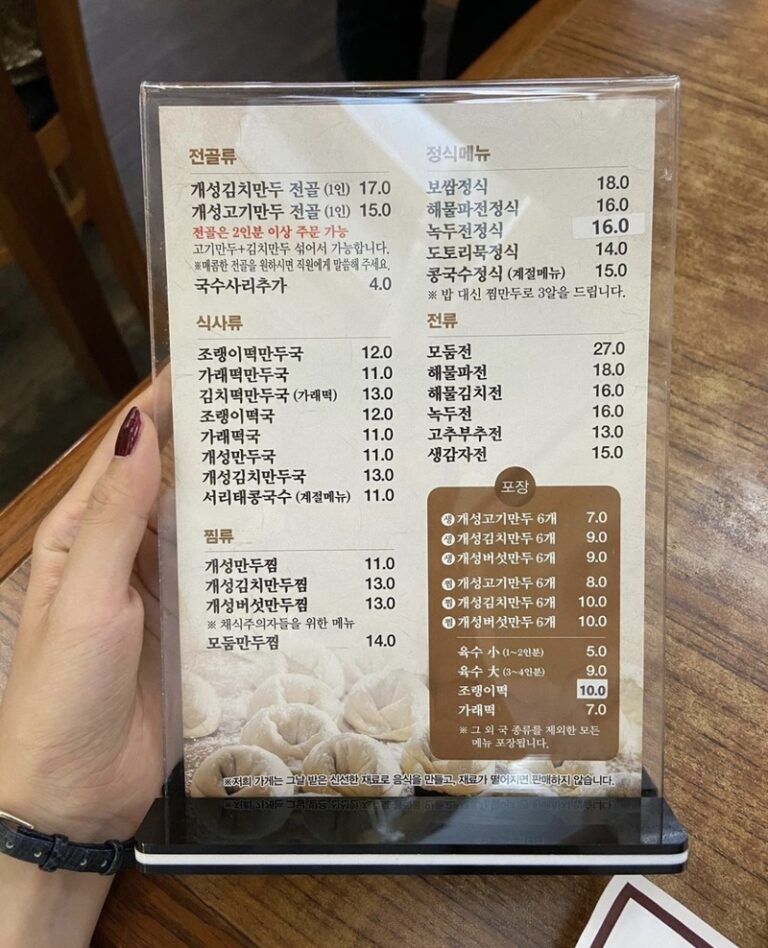 전골류
개성김치만두 전골 (1인) 17.0
개성고기만두 전골 (1인) 15.0
전골은 2인분 이상 주문 가능
고기만두+김치만두 섞어서 가능합니다.
※매콤한 전골을 원하시면 직원에게 말씀해 주세요.
국수사리추가 4.0
식사류
조랭이떡만두국 12.0
가래떡만두국 11.0
김치떡만두국 (가래떡) 13.0
조랭이떡국 12.0
가래떡국 11.0
개성만두국 11.0
개성김치만두국 13.0
서리태콩국수 (계절메뉴) 11.0
찜류
개성만두찜 11.0
개성김치만두찜 13.0
개성버섯만두찜 13.0
※ 채식주의자들을 위한 메뉴
모둠만두찜 14.0
정식메뉴
보쌈정식 18.0
해물파전정식 16.0
녹두전정식 16.0
도토리묵정식 14.0
콩국수정식 (계절메뉴) 15.0
※ 밥 대신 찜만두로 3알을 드립니다.
전류
모둠전 27.0
해물파전 18.0
해물김치전 16.0
녹두전 16.0
고추부추전 13.0
생감자전 15.0
포장
생 개성고기만두 6개 7.0
생 개성김치만두 6개 9.0
생 개성버섯만두 6개 9.0
찜 개성고기만두 6개 8.0
찜 개성김치만두 6개 10.0
찜 개성버섯만두 6개 10.0
육수 小 (1~2인분) 5.0
육수 大 (3~4인분) 9.0
조랭이떡 10.0
가래떡 7.0
※ 그 외 국 종류를 제외한 모든
메뉴 포장됩니다.
※저희 가게는 그날 받은 신선한 재료로 음식을 만들고, 재료가 떨어지면 판매하지 않습니다.